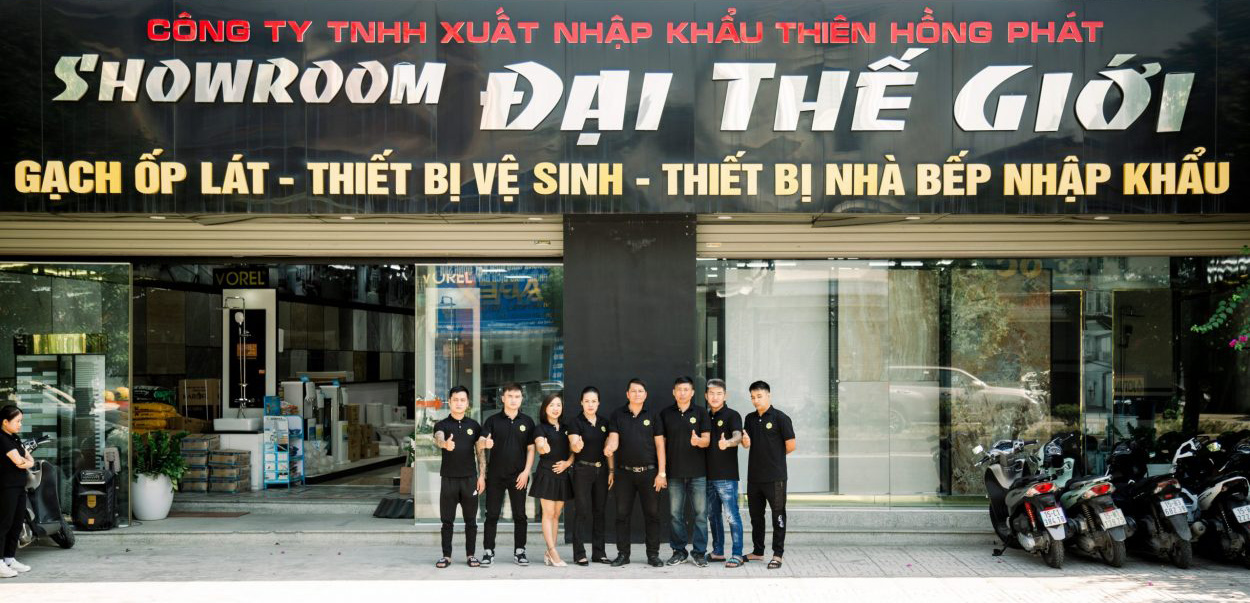 CÔNG TY TNHH XUẤT NHẬP KHẨU THIÊN HỒNG PHÁT
SHOWROOM ĐẠI THẾ GIỚI
GẠCH ỐP LÁT - THIẾT BỊ VỆ SINH - THIẾT BỊ NHÀ BẾP NHẬP KHẨU
VOREL
VOREL